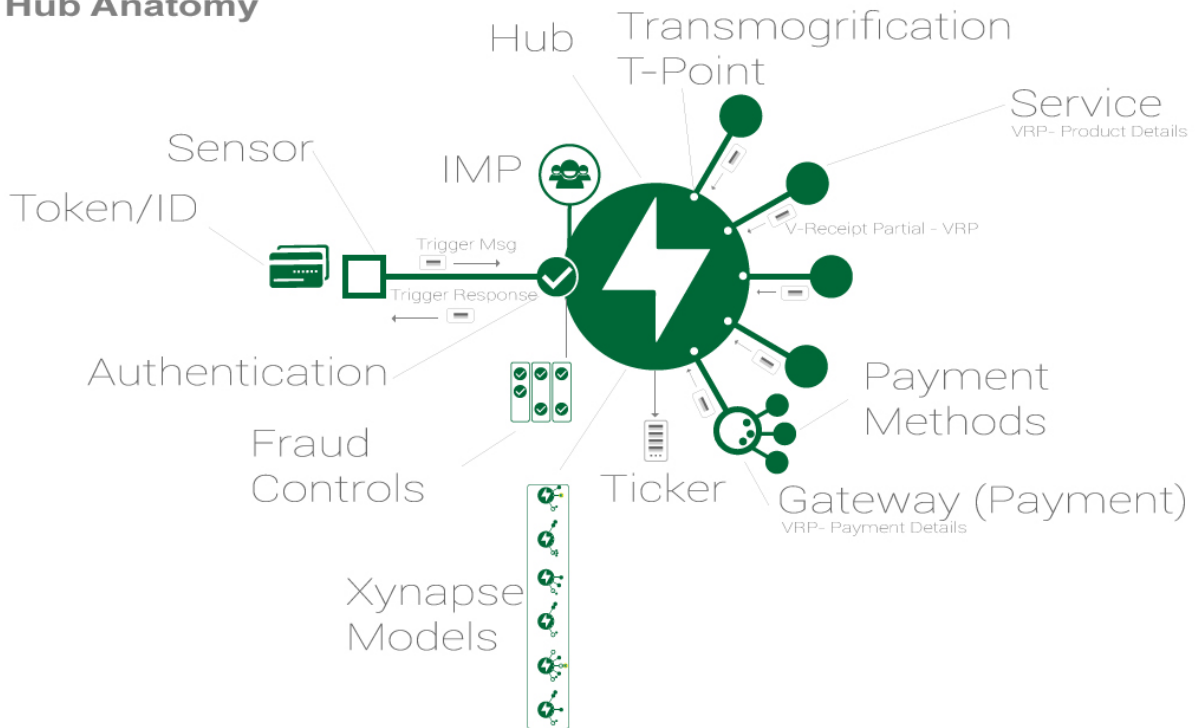 Hub Anatomy
Hub
Transmogrification
T-Point
Service
VRP- Product Details
Sensor
IMP
Token/ID
V-Receipt Partial - VRP
Trigger Msg
Trigger Response
Authentication
Payment
Methods
Fraud
Controls
Ticker
Gateway (Payment)
VRP- Payment Details
Xynapse
Models